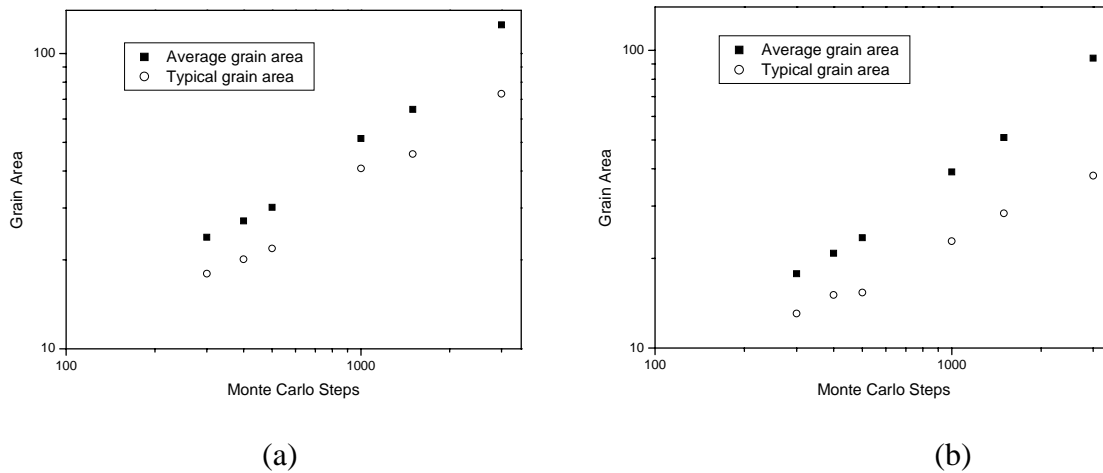 100
10
Grain Area
Average grain area
Typical grain area
100
1000
Monte Carlo Steps
(a)
100
10
Grain Area
Average grain area
Typical grain area
100
1000
Monte Carlo Steps
(b)